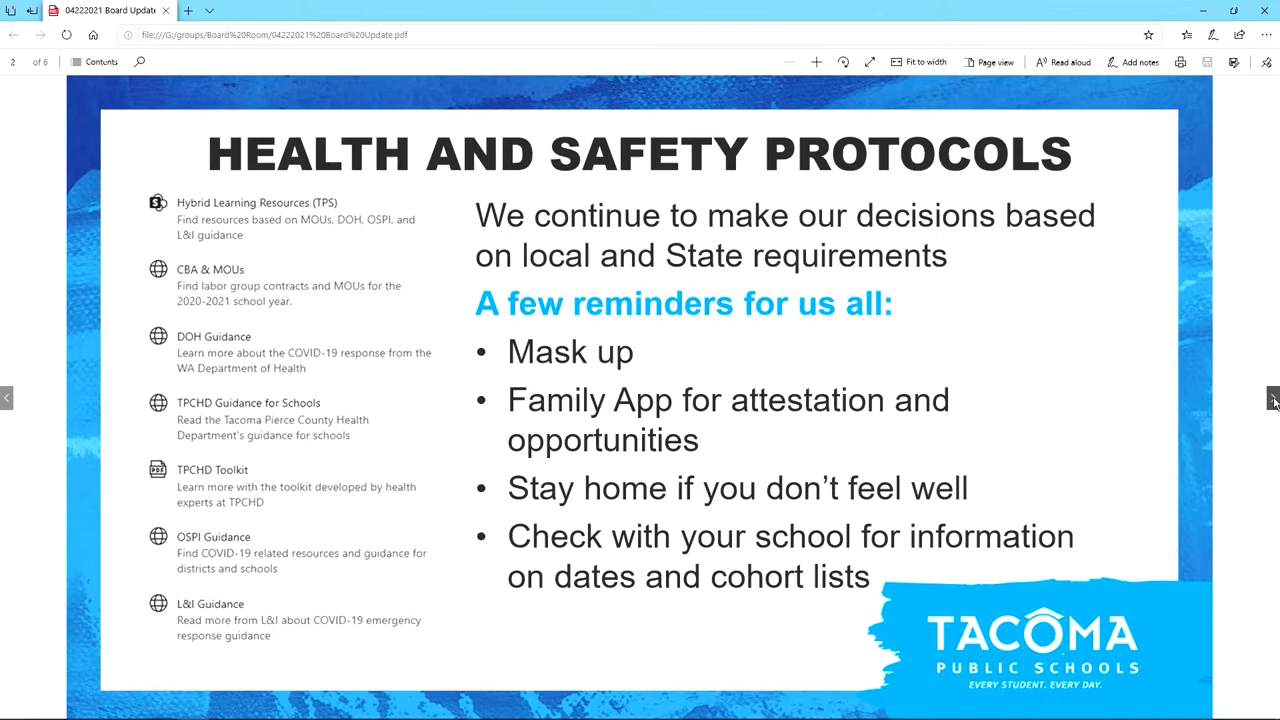 04222021 Board Update
file:///G:/groups/Board%20Room/04222021%20Board%20Update.pdf
2 of 6 Contents Fit to width Page view Read aloud Add notes
HEALTH AND SAFETY PROTOCOLS
Hybrid Learning Resources (TPS)
Find resources based on MOUs, DOH, OSPI, and
L&I guidance
CBA & MOUs
Find labor group contracts and MOUs for the
2020-2021 school year.
DOH Guidance
Learn more about the COVID-19 response from the
WA Department of Health
TPCHD Guidance for Schools
Read the Tacoma Pierce County Health
Department's guidance for schools
PDF
TPCHD Toolkit
Learn more with the toolkit developed by health
experts at TPCHD
OSPI Guidance
Find COVID-19 related resources and guidance for
districts and schools
L&I Guidance
Read more from L&I about COVID-19 emergency
response guidance
We continue to make our decisions based
on local and State requirements
A few reminders for us all:
• Mask up
• Family App for attestation and
opportunities
• Stay home if you don’t feel well
• Check with your school for information
on dates and cohort lists
TACOMA
PUBLIC SCHOOLS
EVERY STUDENT. EVERY DAY.